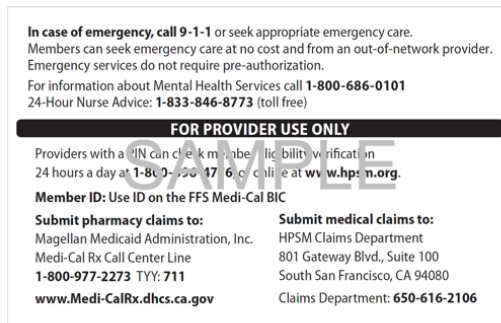 In case of emergency, call 9-1-1 or seek appropriate emergency care.
Members can seek emergency care at no cost and from an out-of-network provider.
Emergency services do not require pre-authorization.
For information about Mental Health Services call 1-800-686-0101
24-Hour Nurse Advice: 1-833-846-8773 (toll free)
FOR PROVIDER USE ONLY
SAMPLE
Providers with a PIN can check member eligibility verification
24 hours a day at or online at www.hpsm.org.
Member ID: Use ID on the FFS Medi-Cal BIC
Submit pharmacy claims to:
Magellan Medicaid Administration, Inc.
Medi-Cal Rx Call Center Line
1-800-977-2273 TYY: 711
www.Medi-CalRx.dhcs.ca.gov
Submit medical claims to:
HPSM Claims Department
801 Gateway Blvd., Suite 100
South San Francisco, CA 94080
Claims Department: 650-616-2106